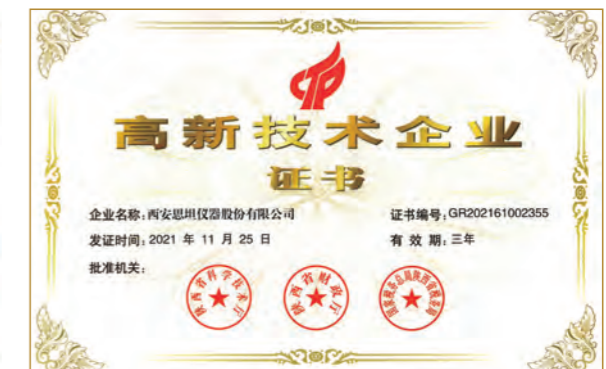 高新技术企业
证书
企业名称：西安思坦仪器股份有限公司
证书编号：GR202161002355
发证时间：2021 年 11 月 25 日
有 效 期：三年
批准机关：
陕西省科学技术厅
陕西省财政厅
国家税务总局陕西省税务局